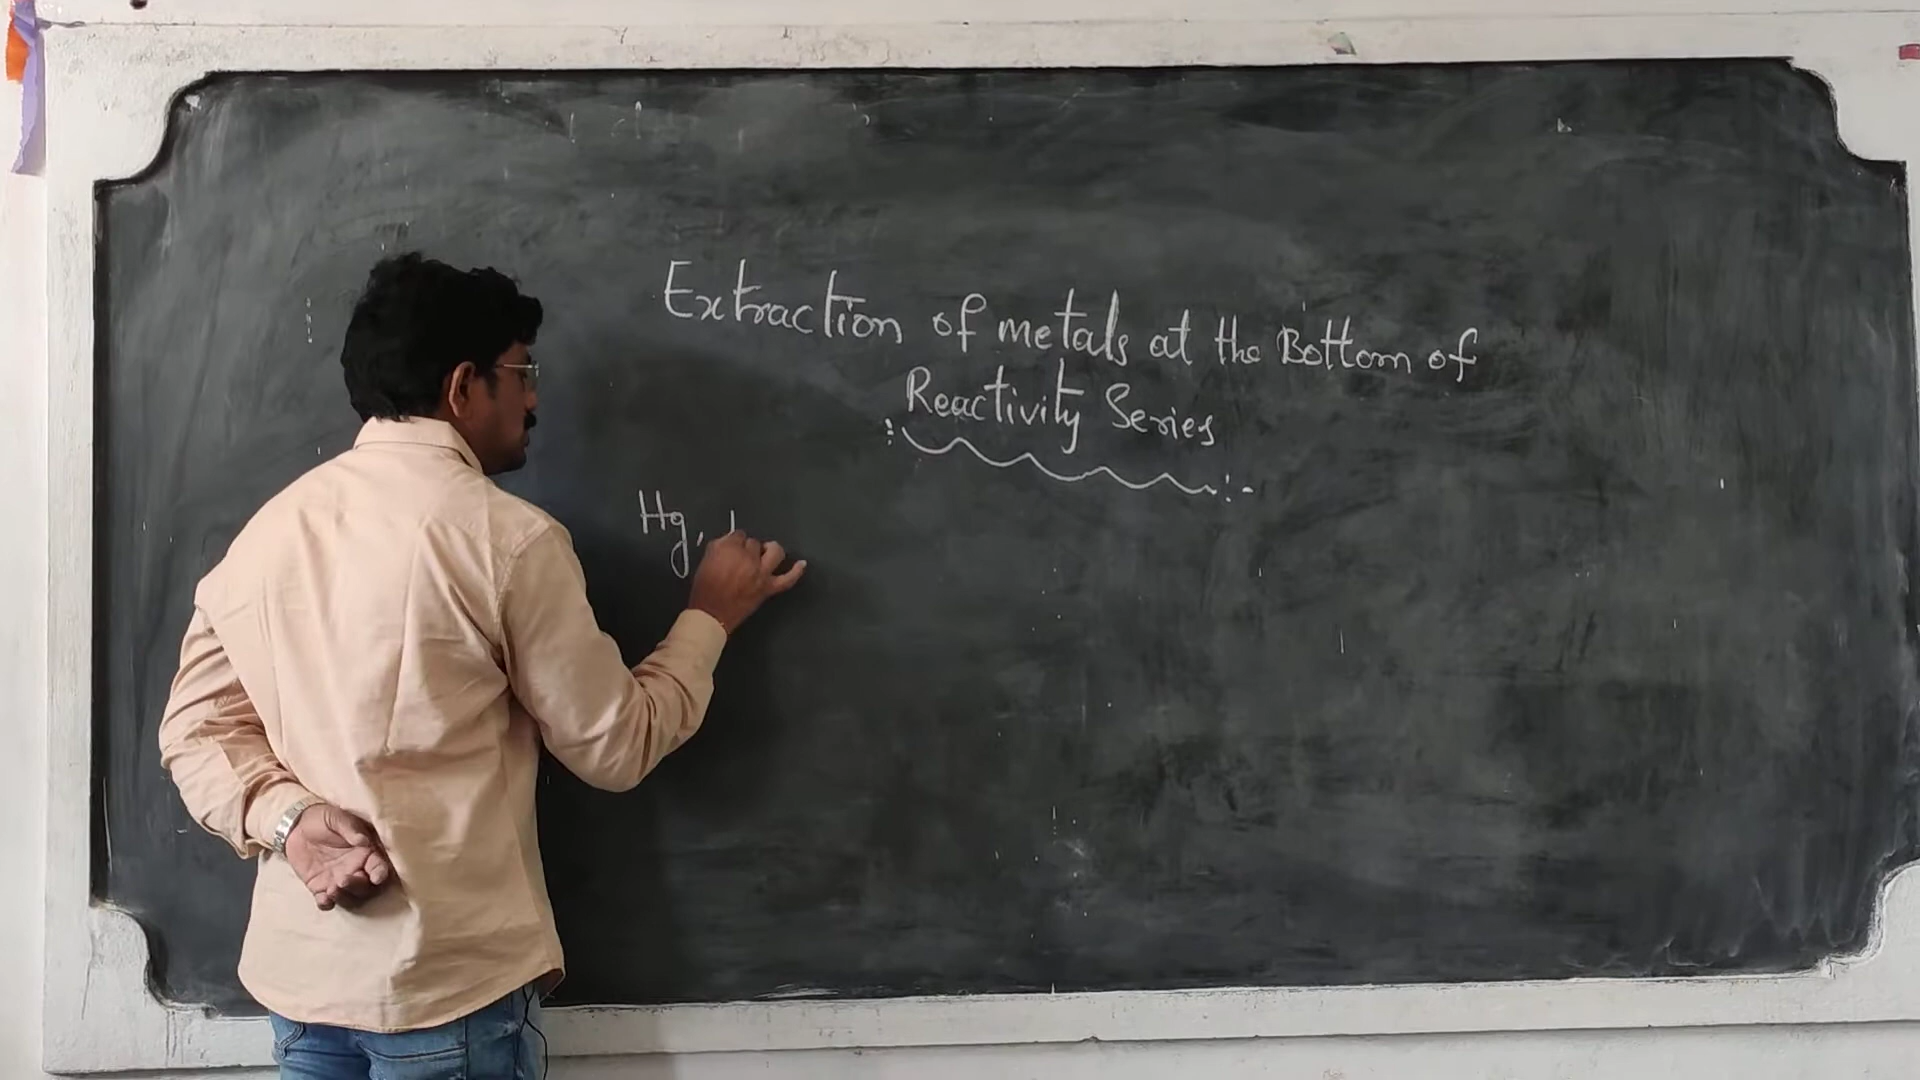 Extraction of metals at the Bottom of
Reactivity Series
Hg,